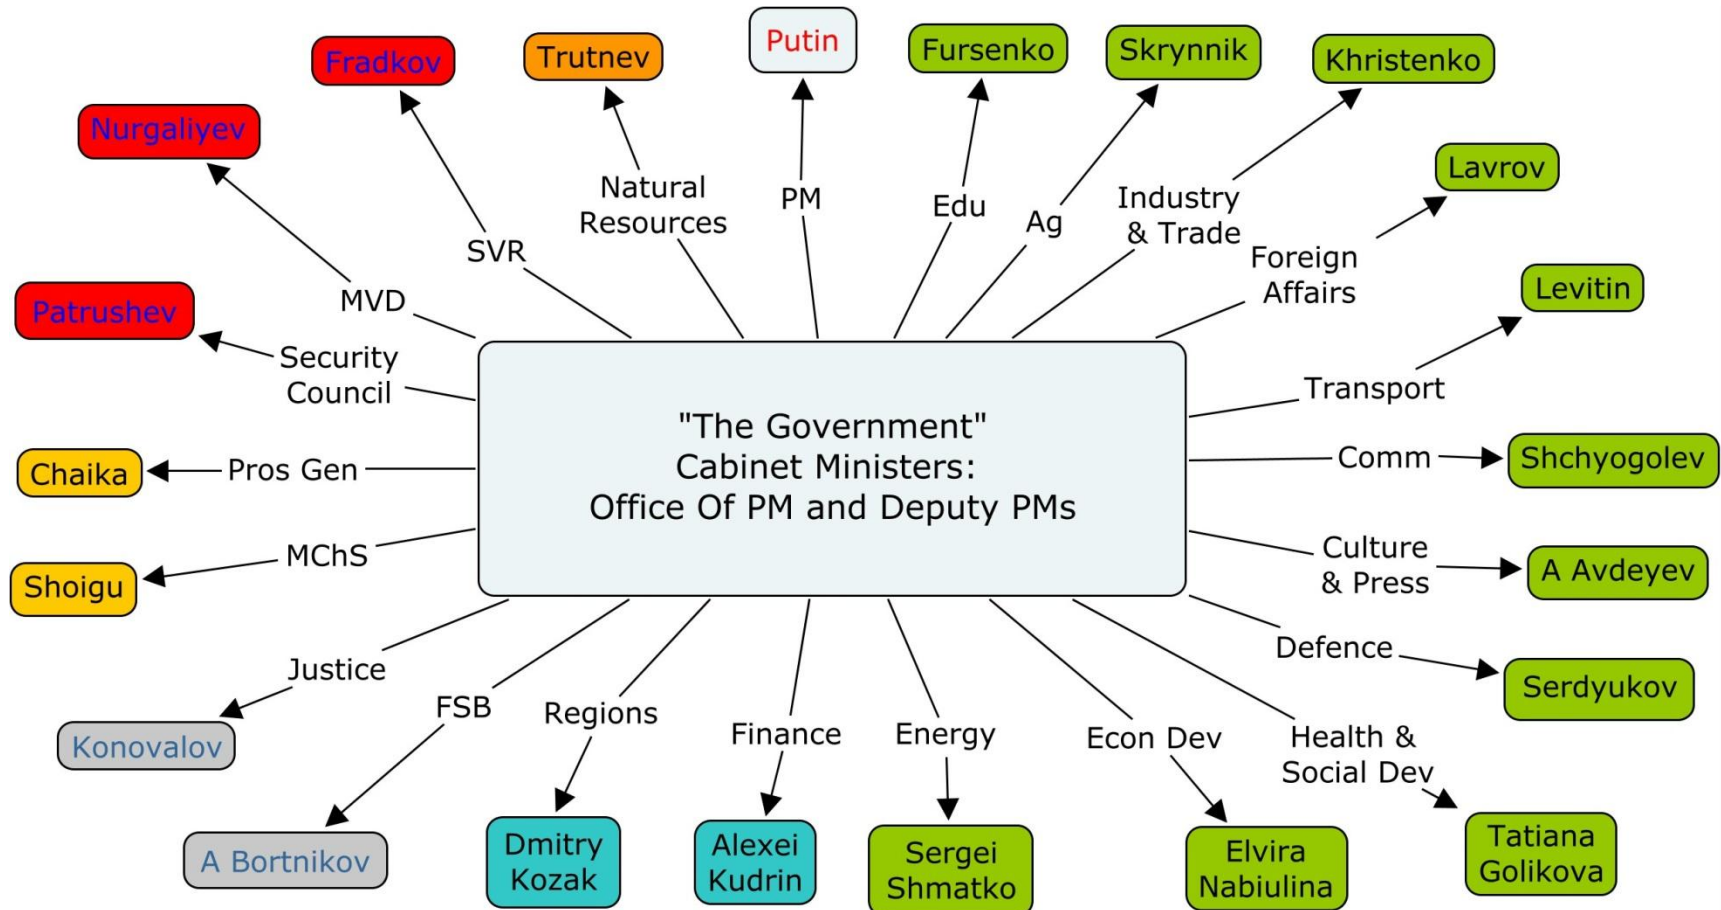 Putin
Fursenko
Skrynnik
Trutnev
Fradkov
Khristenko
Nurgaliyev
Lavrov
Natural
Resources
PM
Edu
Ag
Industry
& Trade
SVR
Foreign
Affairs
MVD
Levitin
Patrushev
Security
Council
Transport
"The Government"
Cabinet Ministers:
Office Of PM and Deputy PMs
Chaika
Pros Gen
Comm
Shchyogolev
Shoigu
MChS
Culture
& Press
A Avdeyev
Justice
Defence
Serdyukov
Konovalov
FSB
Regions
Finance
Energy
Econ Dev
Health &
Social Dev
A Bortnikov
Dmitry
Kozak
Alexei
Kudrin
Sergei
Shmatko
Elvira
Nabiulina
Tatiana
Golikova